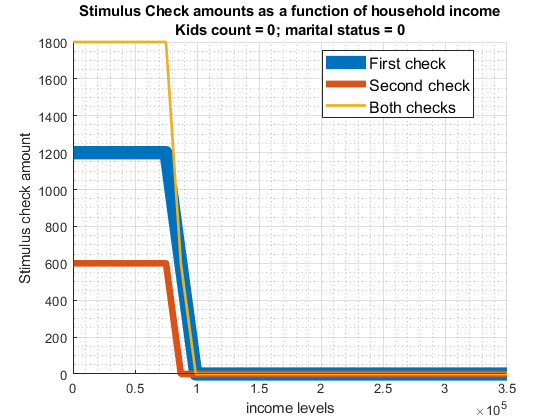 Stimulus Check amounts as a function of household income
Kids count = 0; marital status = 0
First check
Second check
Both checks
Stimulus check amount
1800
1600
1400
1200
1000
800
600
400
200
0
0 0.5 1 1.5 2 2.5 3 3.5
income levels
×10⁵